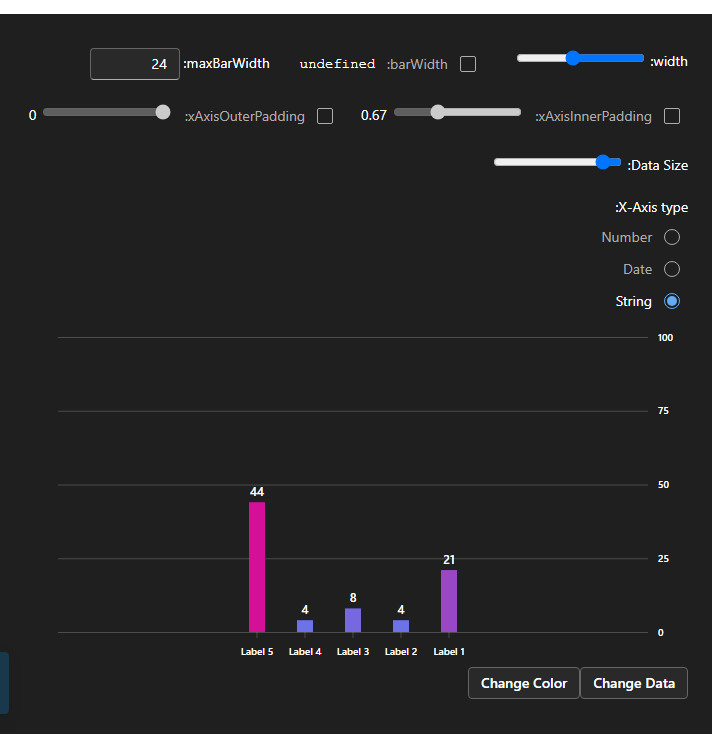 width:
barWidth: undefined
maxBarWidth: 24
xAxisInnerPadding: 0.67
xAxisOuterPadding: 0
Data Size:
X-Axis type:
Number
Date
String
100
75
50
25
0
44
4
8
4
21
Label 5 Label 4 Label 3 Label 2 Label 1
Change Color Change Data